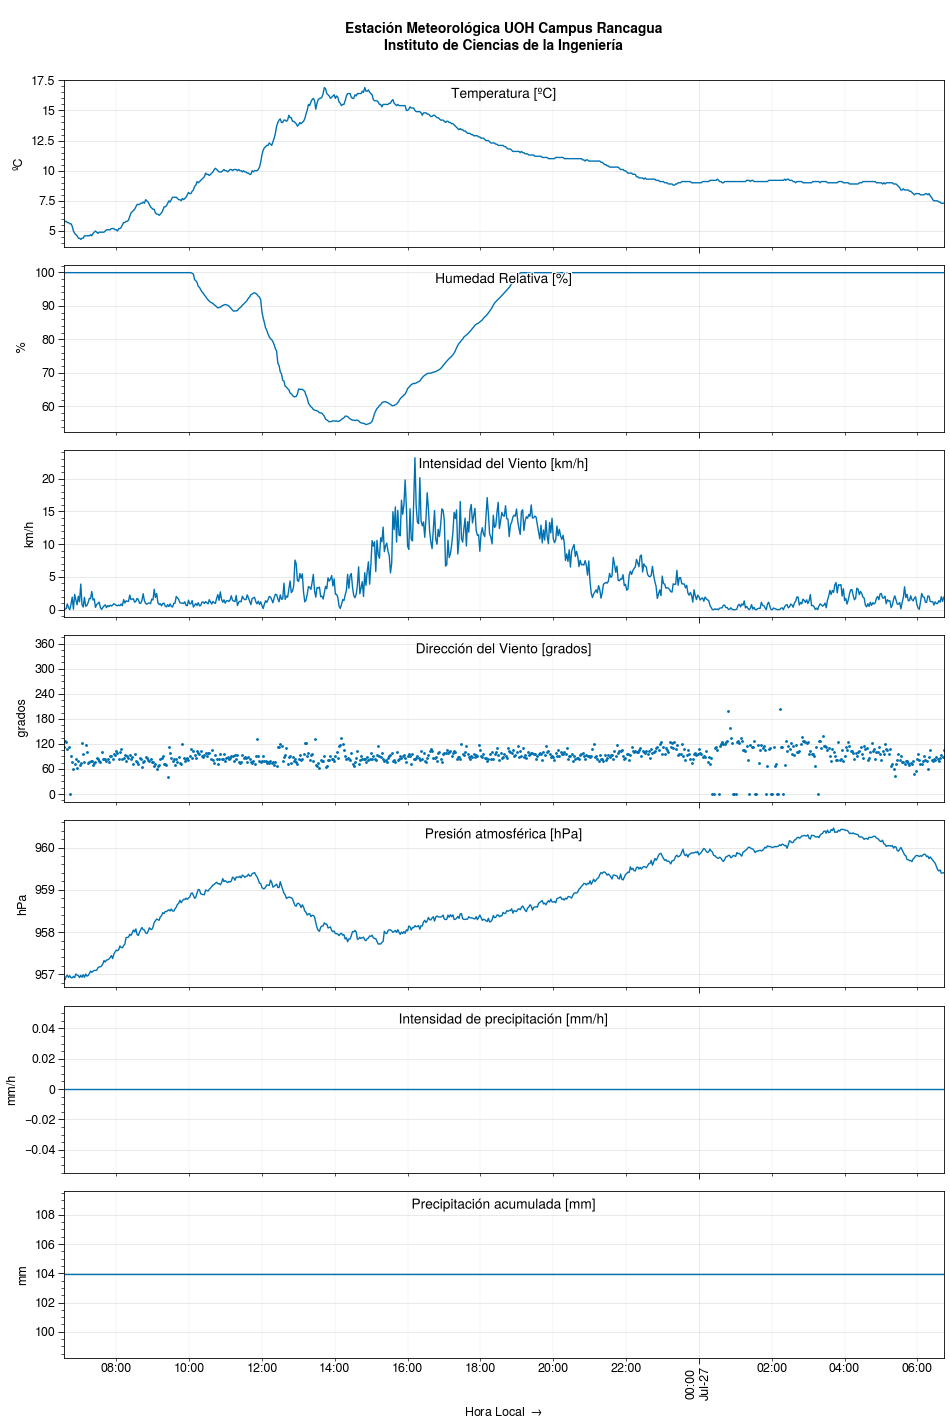 Estación Meteorológica UOH Campus Rancagua
Instituto de Ciencias de la Ingeniería
Temperatura [ºC]
17.5
15
12.5
10
7.5
5
ºC
Humedad Relativa [%]
100
90
80
70
60
%
Intensidad del Viento [km/h]
20
15
10
5
0
km/h
Dirección del Viento [grados]
360
300
240
180
120
60
0
grados
Presión atmosférica [hPa]
960
959
958
957
hPa
Intensidad de precipitación [mm/h]
0.04
0.02
0
−0.02
−0.04
mm/h
Precipitación acumulada [mm]
108
106
104
102
100
mm
08:00 10:00 12:00 14:00 16:00 18:00 20:00 22:00 00:00 02:00 04:00 06:00
Jul-27
Hora Local →